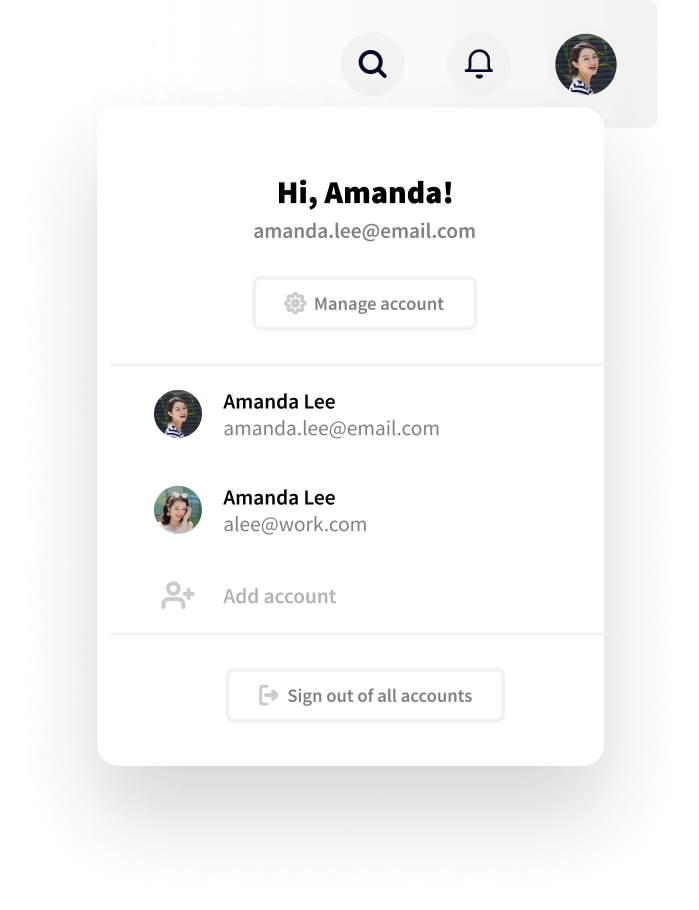 Hi, Amanda!
amanda.lee@email.com
Manage account
Amanda Lee
amanda.lee@email.com
Amanda Lee
alee@work.com
Add account
Sign out of all accounts